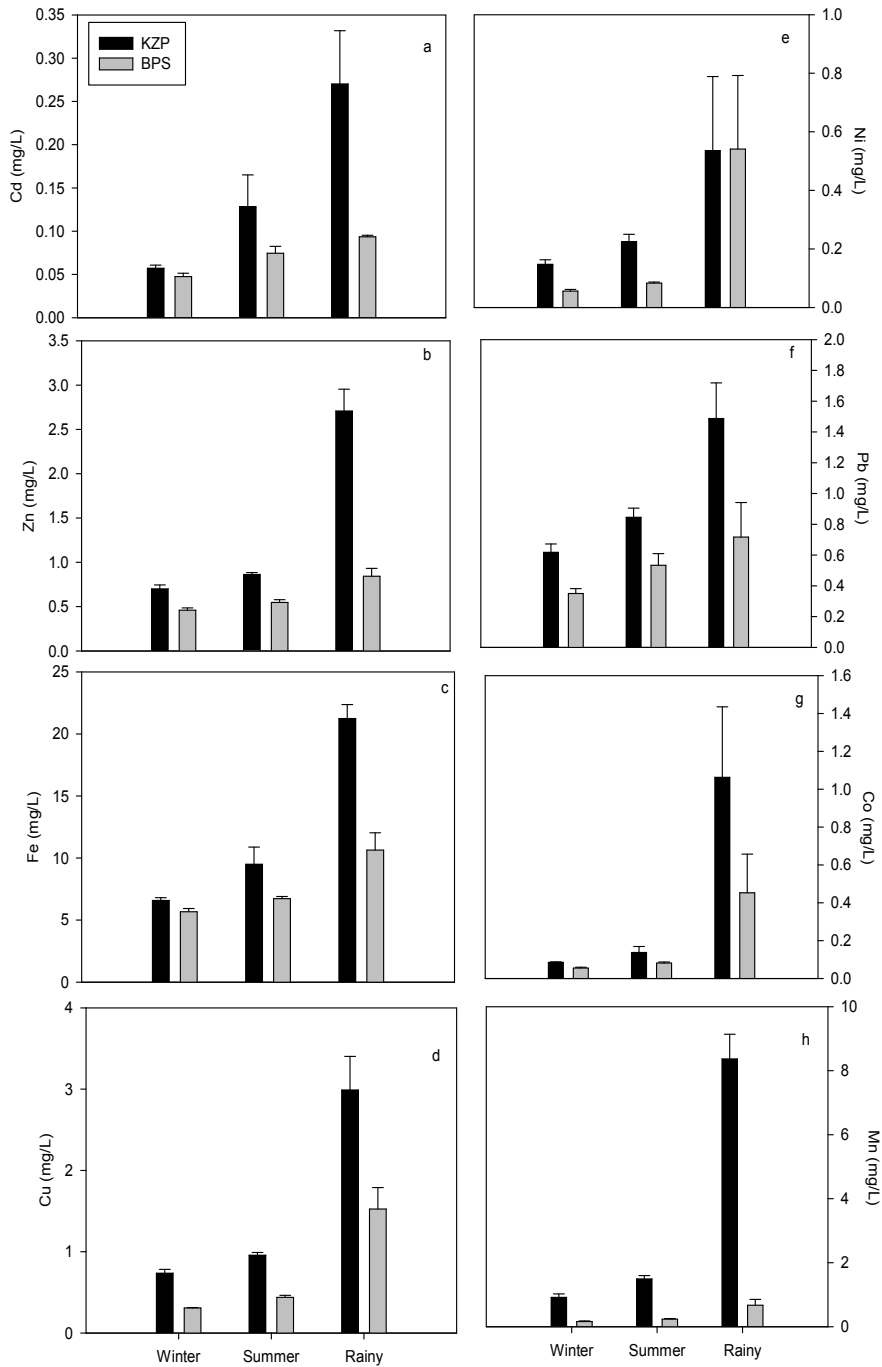 KZP
BPS
a
Cd (mg/L)
0.35
0.30
0.25
0.20
0.15
0.10
0.05
0.00
e
Ni (mg/L)
1.0
0.8
0.6
0.4
0.2
0.0
b
Zn (mg/L)
3.5
3.0
2.5
2.0
1.5
1.0
0.5
0.0
f
Pb (mg/L)
2.0
1.8
1.6
1.4
1.2
1.0
0.8
0.6
0.4
0.2
0.0
c
Fe (mg/L)
25
20
15
10
5
0
g
Co (mg/L)
1.6
1.4
1.2
1.0
0.8
0.6
0.4
0.2
0.0
d
Cu (mg/L)
4
3
2
1
0
Winter Summer Rainy
h
Mn (mg/L)
10
8
6
4
2
0
Winter Summer Rainy